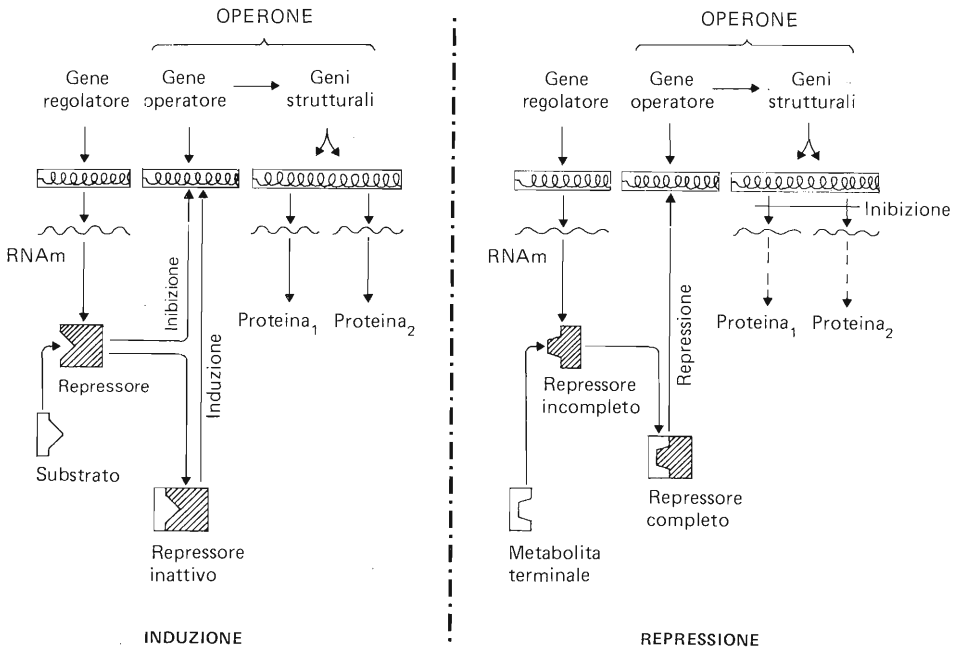 OPERONE
Gene
regolatore
Gene
operatore
Geni
strutturali
RNAm
Inibizione
Induzione
Proteina1
Proteina2
Repressore
Substrato
Repressore
inattivo
INDUZIONE
OPERONE
Gene
regolatore
Gene
operatore
Geni
strutturali
Inibizione
RNAm
Repressione
Proteina1
Proteina2
Repressore
incompleto
Repressore
completo
Metabolita
terminale
REPRESSIONE